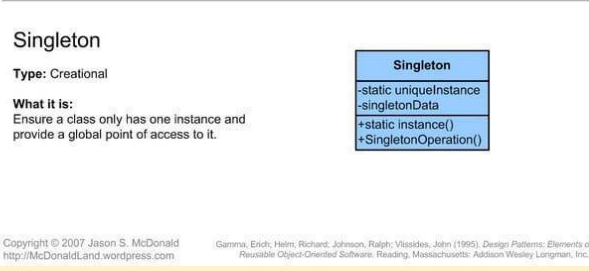 Singleton
Type: Creational
What it is:
Ensure a class only has one instance and
provide a global point of access to it.
Singleton
-static uniqueInstance
-singletonData
+static instance()
+SingletonOperation()
Copyright © 2007 Jason S. McDonald
http://McDonaldLand.wordpress.com
Gamma, Erich; Helm, Richard; Johnson, Ralph; Vlissides, John (1995). Design Patterns: Elements o
Reusable Object-Oriented Software. Reading, Massachusetts: Addison Wesley Longman, Inc.